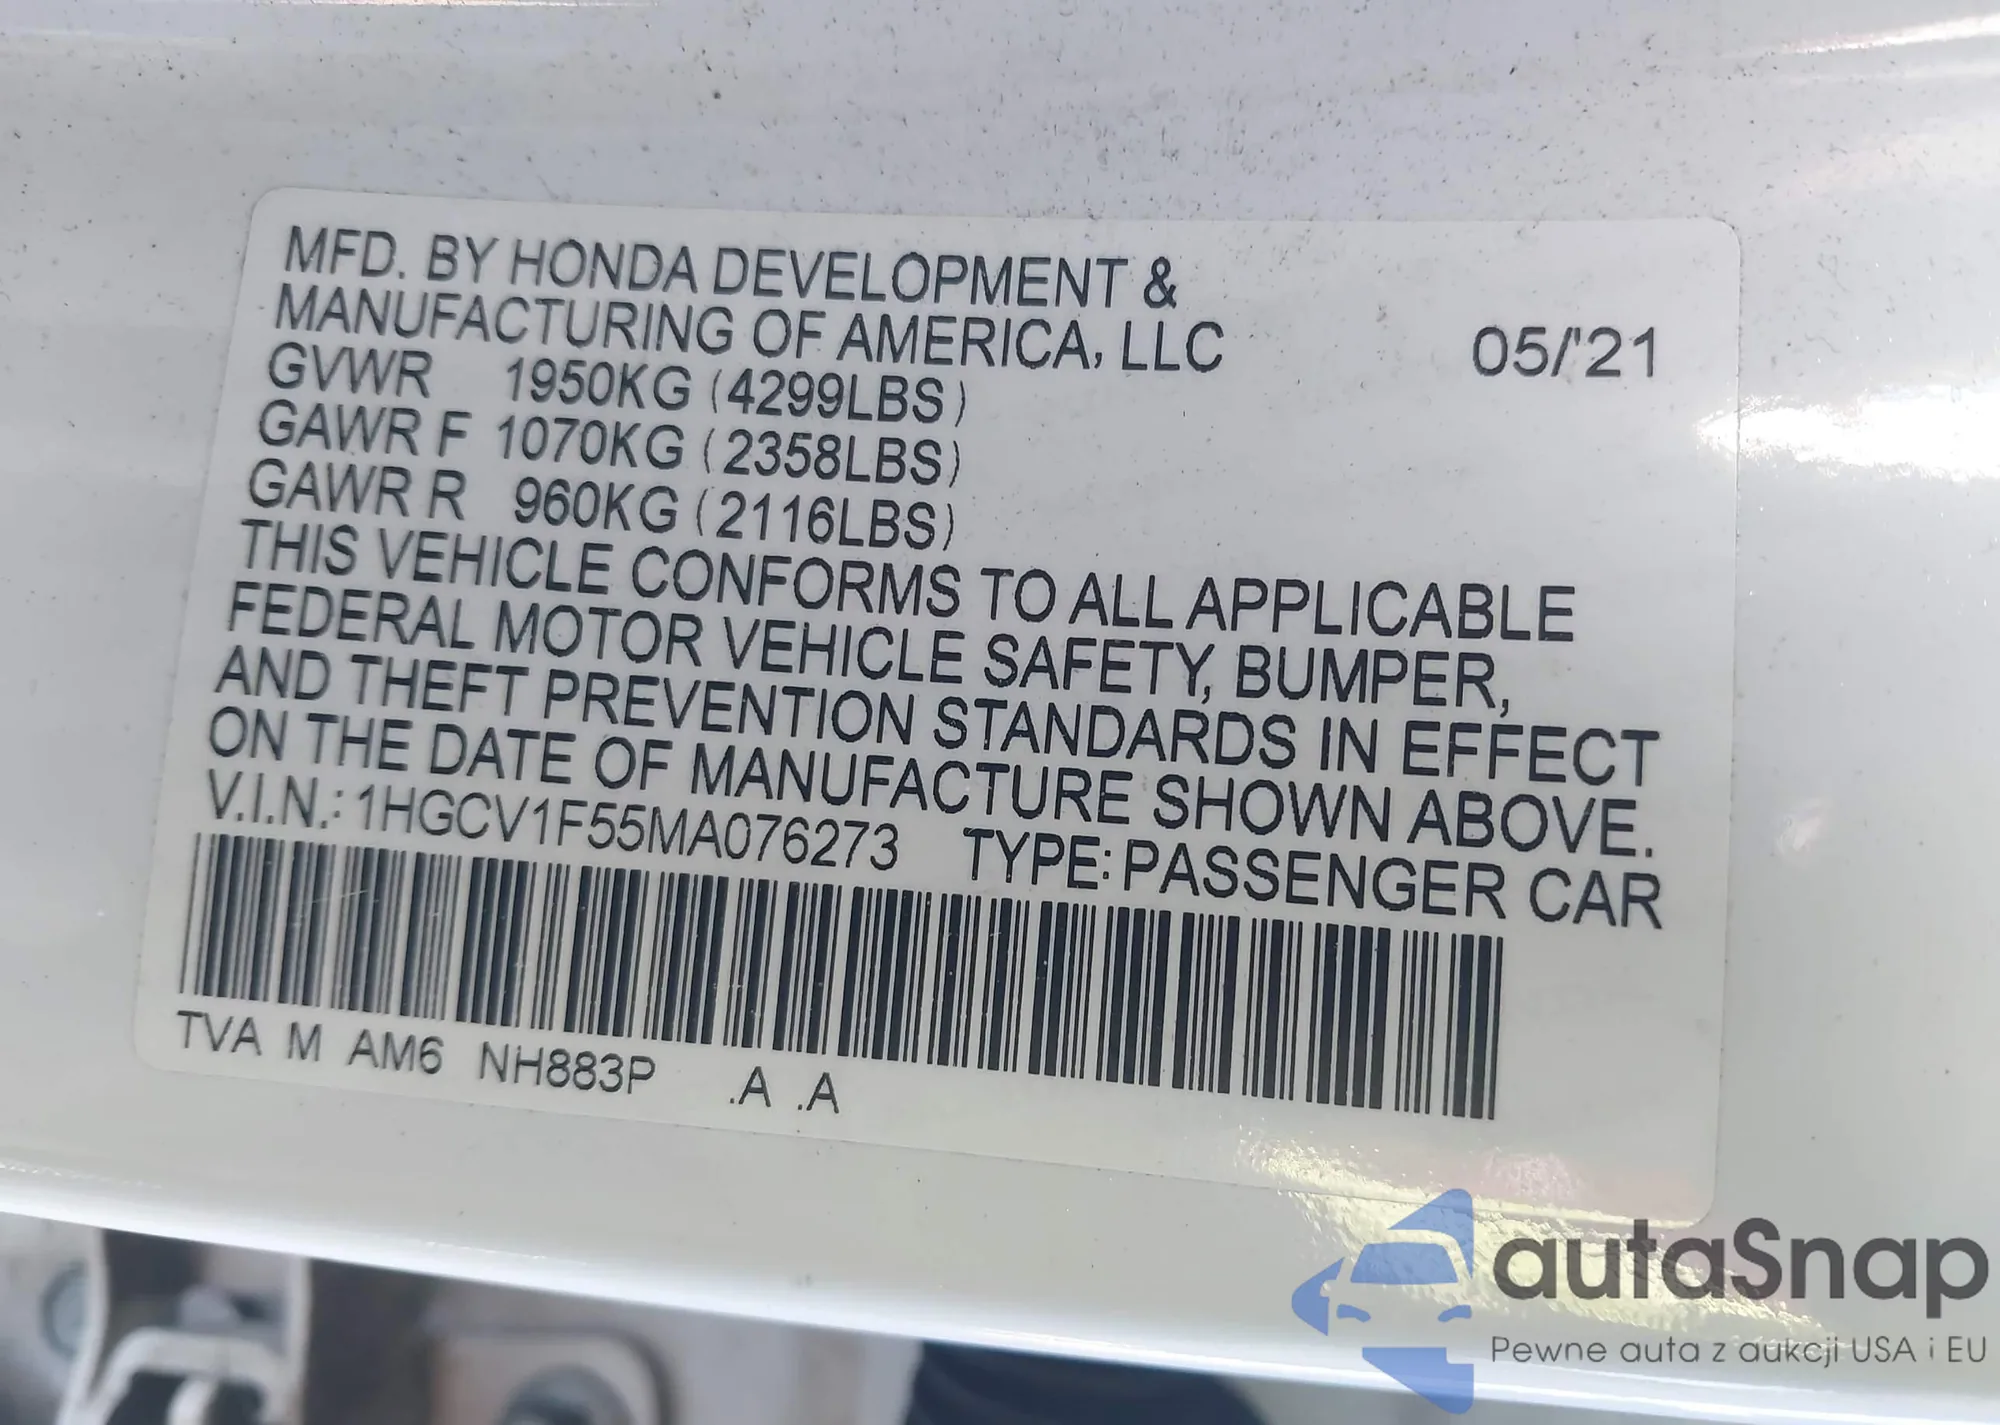 MFD. BY HONDA DEVELOPMENT &
MANUFACTURING OF AMERICA, LLC 05/'21
GVWR 1950KG (4299LBS)
GAWR F 1070KG (2358LBS)
GAWR R 960KG (2116LBS)
THIS VEHICLE CONFORMS TO ALL APPLICABLE
FEDERAL MOTOR VEHICLE SAFETY, BUMPER,
AND THEFT PREVENTION STANDARDS IN EFFECT
ON THE DATE OF MANUFACTURE SHOWN ABOVE.
V.I.N.: 1HGCV1F55MA076273 TYPE: PASSENGER CAR
TVA M AM6 NH883P .A .A
autaSnap
Pewne auta z aukcji USA i EU